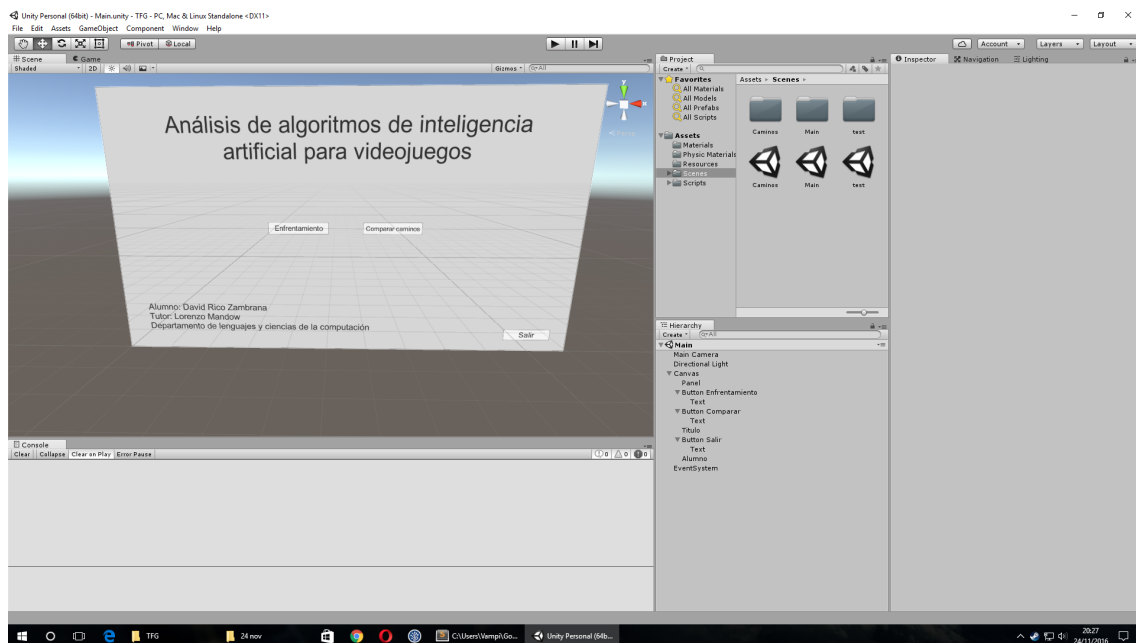 Unity Personal (64bit) - Main.unity - TFG - PC, Mac & Linux Standalone <DX11>
File Edit Assets GameObject Component Window Help
Pivot Local
Account Layers Layout
Scene Game
Shaded 2D Gizmos All
Análisis de algoritmos de inteligencia
artificial para videojuegos
Enfrentamiento Comparar caminos
Alumno: David Rico Zambrana
Tutor: Lorenzo Mandow
Departamento de lenguajes y ciencias de la computación
Salir
y
x
Persp
Console
Clear Collapse Clear on Play Error Pause 0 0 0
Project
Create
Favorites
All Materials
All Models
All Prefabs
All Scripts
Assets
Materials
Physic Materials
Resources
Scenes
Scripts
Assets Scenes
Caminos Main test
Caminos Main test
Hierarchy
Create All
Main
Main Camera
Directional Light
Canvas
Panel
Button Enfrentamiento
Text
Button Comparar
Text
Titulo
Button Salir
Text
Alumno
EventSystem
Inspector Navigation Lighting
TFG 24 nov C:\Users\Vampi\Go... Unity Personal (64b...
20:27
24/11/2016